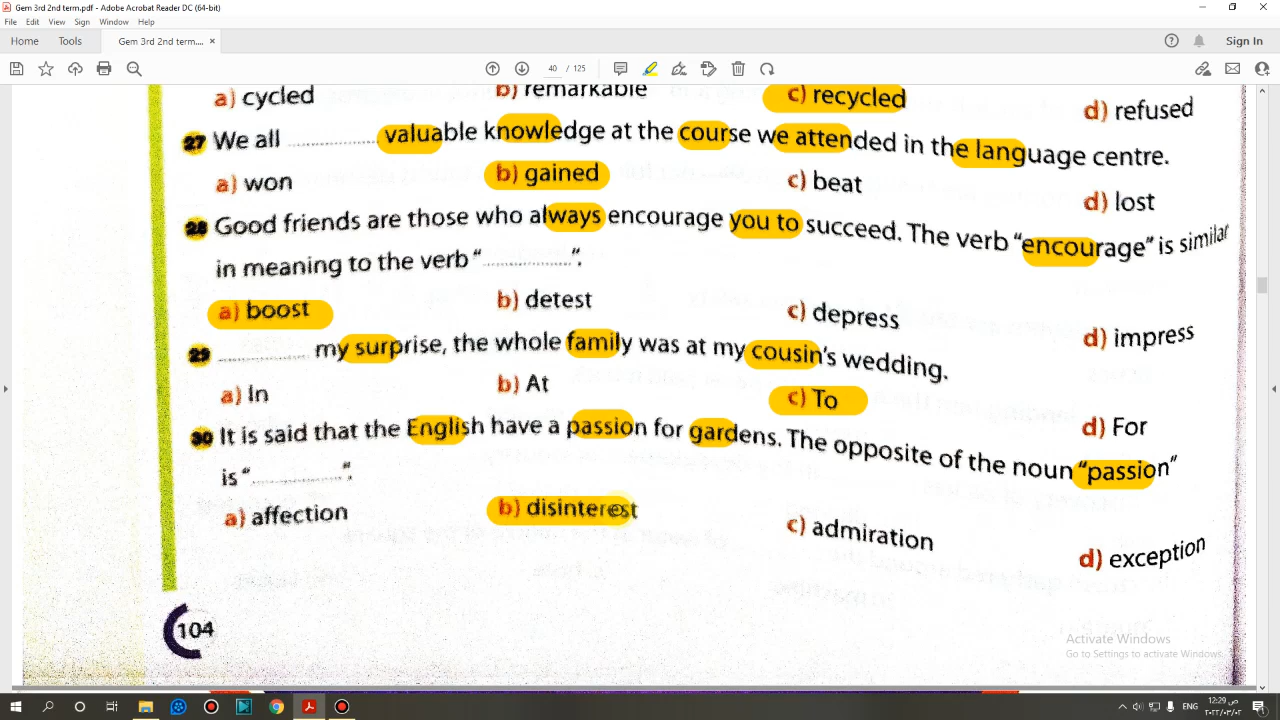 Gem 3rd 2nd term.pdf - Adobe Acrobat Reader DC (64-bit)
File Edit View Sign Window Help
Home Tools Gem 3rd 2nd term.... × Sign In
40 / 125
a) cycled b) remarkable c) recycled d) refused
27 We all .............. valuable knowledge at the course we attended in the language centre.
a) won b) gained c) beat d) lost
28 Good friends are those who always encourage you to succeed. The verb “encourage” is similar
in meaning to the verb “..............”.
a) boost b) detest c) depress d) impress
29 .............. my surprise, the whole family was at my cousin’s wedding.
a) In b) At c) To d) For
30 It is said that the English have a passion for gardens. The opposite of the noun “passion”
is “..............”.
a) affection b) disinterest c) admiration d) exception
104
Activate Windows
Go to Settings to activate Windows.
ENG 12:29 ص
٢٠٢٢/٠٢/٠٢